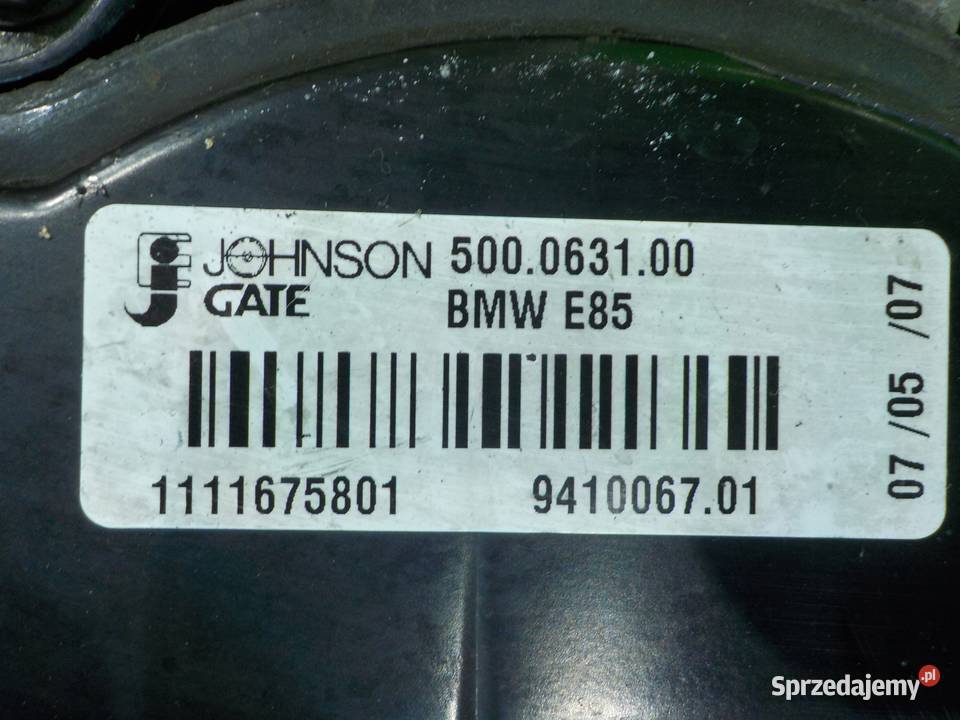 JOHNSON 500.0631.00
GATE BMW E85
1111675801 9410067.01
07 /05 /07
Sprzedajemy.pl